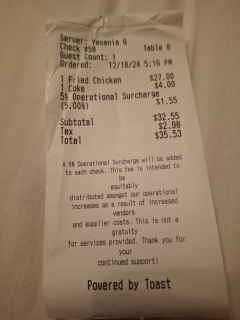 Server: Yesenia G
Check #58 Table 8
Guest Count: 1
Ordered: 12/18/24 5:16 PM
1 Fried Chicken $27.00
1 Coke $4.00
5% Operational Surcharge
(5.00%) $1.55
Subtotal $32.55
Tax $2.98
Total $35.53
A 5% Operational Surcharge will be added
to each check. This fee is intended to
be
equitably
distributed amongst our operational
increases as a result of increased
vendors
and supplier costs. This is not a
gratuity
for services provided. Thank you for
your
continued support!
Powered by Toast